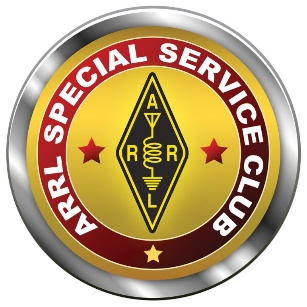 ARRL SPECIAL SERVICE CLUB
A
R R
L